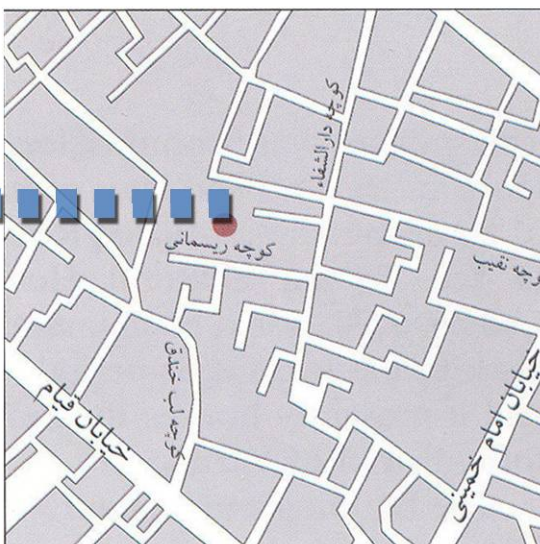 کوچه دارالشفاء
کوچه ریسمانی
کوچه نقیب
کوچه لب خندق
خیابان قیام
خیابان امام خمینی